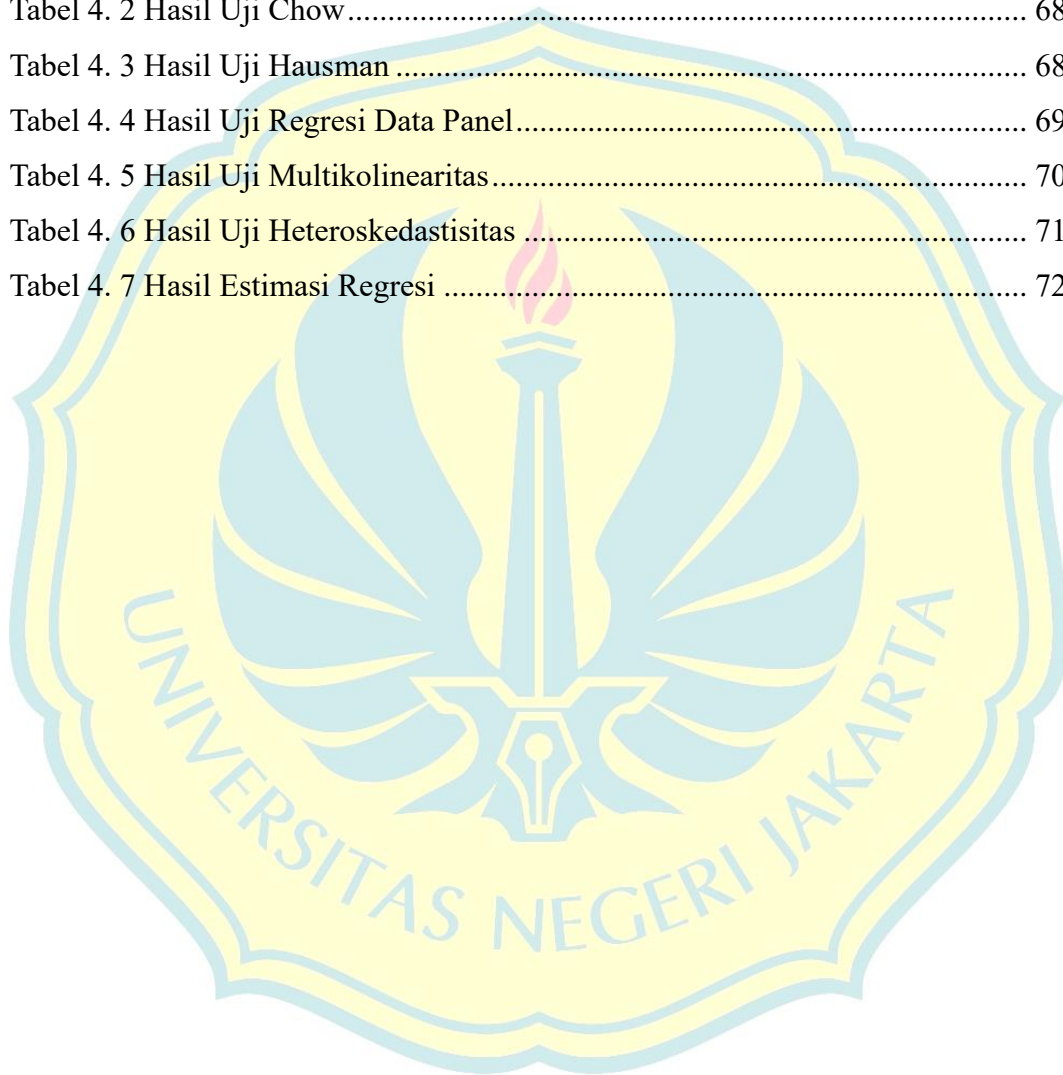 Tabel 4. 2 Hasil Uji Chow.......................................................................................... 68
Tabel 4. 3 Hasil Uji Hausman .................................................................................... 68
Tabel 4. 4 Hasil Uji Regresi Data Panel..................................................................... 69
Tabel 4. 5 Hasil Uji Multikolinearitas........................................................................ 70
Tabel 4. 6 Hasil Uji Heteroskedastisitas .................................................................... 71
Tabel 4. 7 Hasil Estimasi Regresi .............................................................................. 72
UNIVERSITAS NEGERI JAKARTA